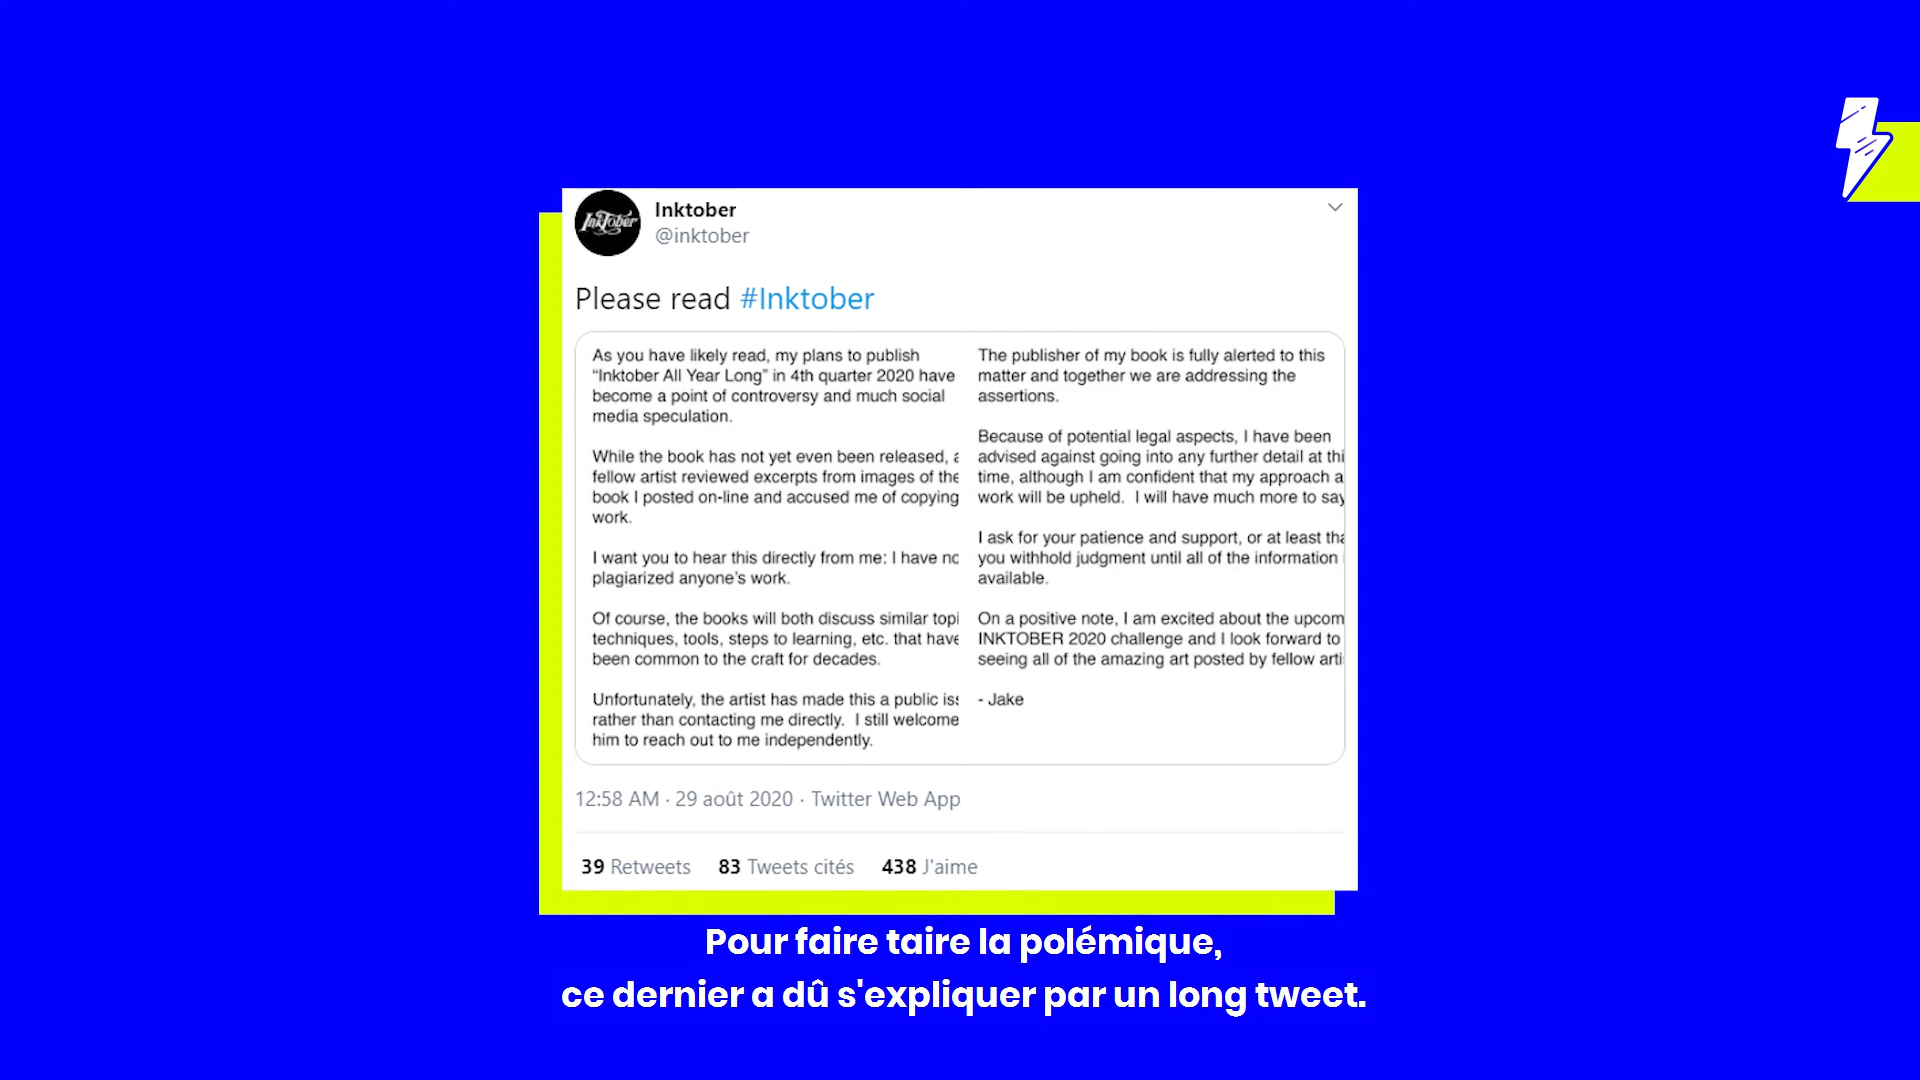 InkTober
Inktober
@inktober
Please read #Inktober
As you have likely read, my plans to publish
“Inktober All Year Long” in 4th quarter 2020 have
become a point of controversy and much social
media speculation.
While the book has not yet even been released,
fellow artist reviewed excerpts from images of the
book I posted on-line and accused me of copying
work.
I want you to hear this directly from me: I have
plagiarized anyone’s work.
Of course, the books will both discuss similar
techniques, tools, steps to learning, etc. that have
been common to the craft for decades.
Unfortunately, the artist has made this a public
rather than contacting me directly. I still welcome
him to reach out to me independently.
The publisher of my book is fully alerted to this
matter and together we are addressing the
assertions.
Because of potential legal aspects, I have been
advised against going into any further detail at
time, although I am confident that my approach
work will be upheld. I will have much more to say
I ask for your patience and support, or at least
you withhold judgment until all of the information
available.
On a positive note, I am excited about the
INKTOBER 2020 challenge and I look forward to
seeing all of the amazing art posted by fellow
- Jake
12:58 AM · 29 août 2020 · Twitter Web App
39 Retweets 83 Tweets cités 438 J'aime
Pour faire taire la polémique,
ce dernier a dû s'expliquer par un long tweet.